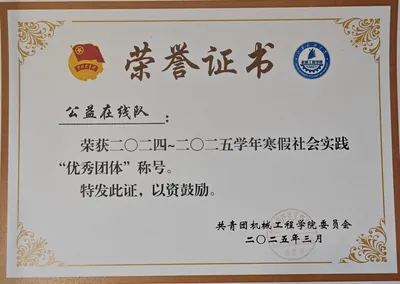 荣誉证书
公益在线队：
荣获二〇二四~二〇二五学年寒假社会实践
“优秀团体”称号。
特发此证，以资鼓励。
共青团机械工程学院委员会
二〇二五年三月